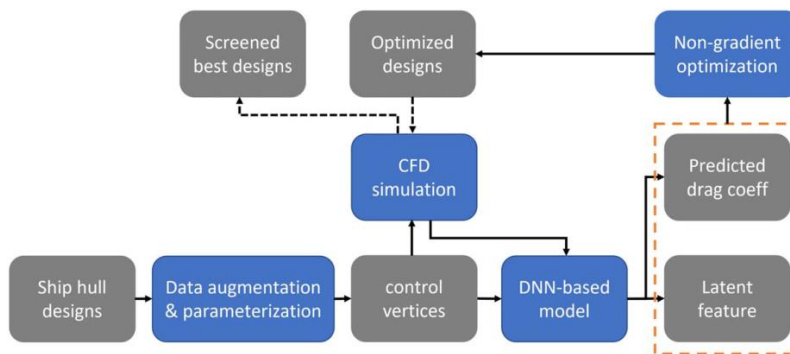 Screened
best designs
Optimized
designs
Non-gradient
optimization
CFD
simulation
Predicted
drag coeff
Ship hull
designs
Data augmentation
& parameterization
control
vertices
DNN-based
model
Latent
feature